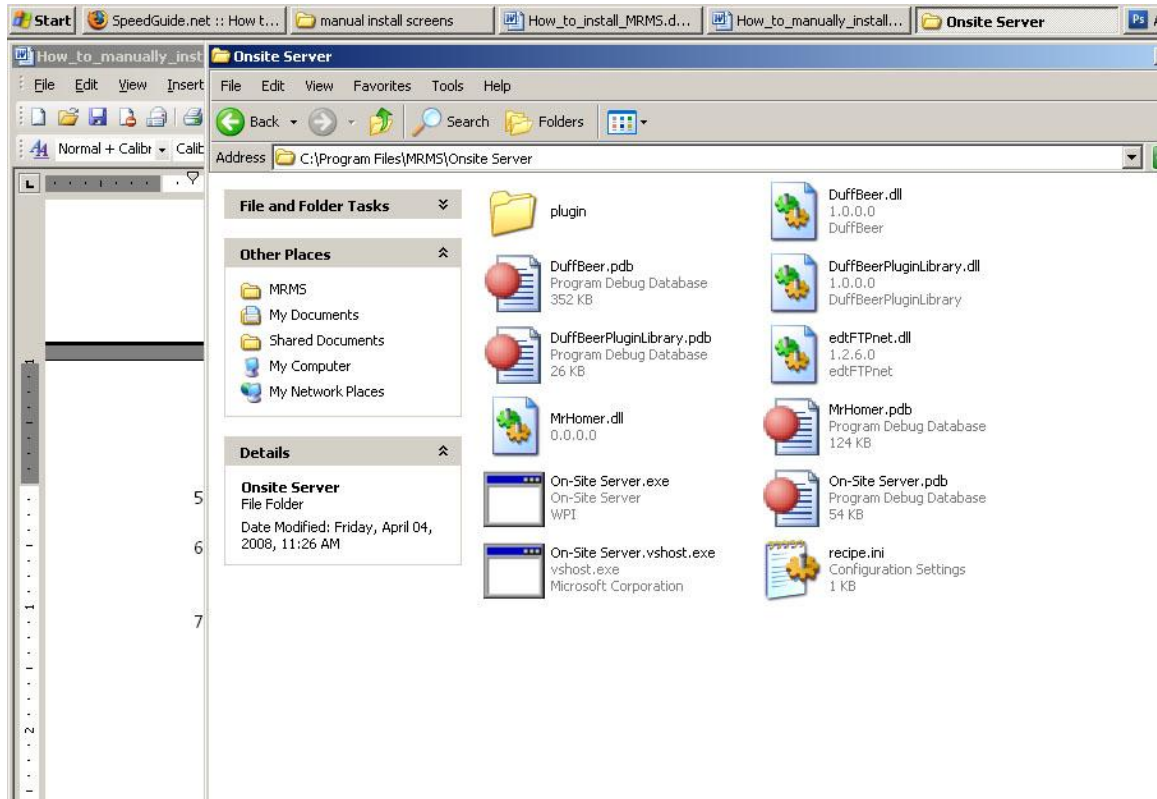 Start
SpeedGuide.net :: How t...
manual install screens
How_to_install_MRMS.d...
How_to_manually_install...
Onsite Server
Ps
How_to_manually_inst
File Edit View Insert
Normal + Calibr
Calib
L
5
6
7
1
1
2
Onsite Server
File Edit View Favorites Tools Help
Back
Search
Folders
Address
C:\Program Files\MRMS\Onsite Server
File and Folder Tasks
Other Places
MRMS
My Documents
Shared Documents
My Computer
My Network Places
Details
Onsite Server
File Folder
Date Modified: Friday, April 04,
2008, 11:26 AM
plugin
DuffBeer.dll
1.0.0.0
DuffBeer
DuffBeer.pdb
Program Debug Database
352 KB
DuffBeerPluginLibrary.dll
1.0.0.0
DuffBeerPluginLibrary
DuffBeerPluginLibrary.pdb
Program Debug Database
26 KB
edtFTPnet.dll
1.2.6.0
edtFTPnet
MrHomer.dll
0.0.0.0
MrHomer.pdb
Program Debug Database
124 KB
On-Site Server.exe
On-Site Server
WPI
On-Site Server.pdb
Program Debug Database
54 KB
On-Site Server.vshost.exe
vshost.exe
Microsoft Corporation
recipe.ini
Configuration Settings
1 KB